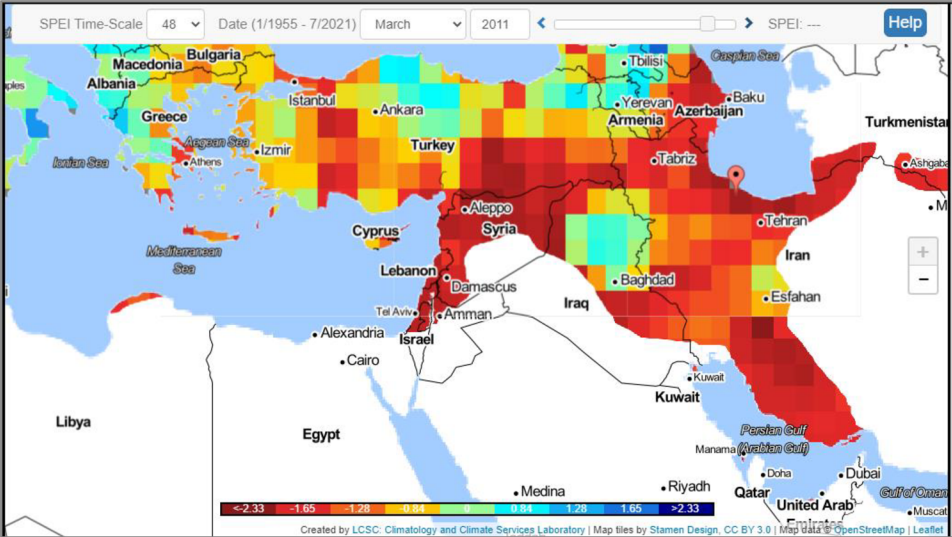 SPEI Time-Scale 48 Date (1/1955 - 7/2021) March 2011 SPEI: --- Help
Caspian Sea
Bulgaria
Macedonia
Tbilisi
Albania
ples
Istanbul
Yerevan
Baku
Ankara
Azerbaijan
Greece
Armenia
Turkmenistan
Aegean Sea
Izmir
Turkey
Ionian Sea
Athens
Tabriz
Ashgaba
M
Aleppo
Tehran
Cyprus
Syria
Mediterranean
Sea
Iran
Lebanon
Baghdad
Damascus
Esfahan
Iraq
Tel Aviv
Amman
Alexandria
Israel
Cairo
Kuwait
Kuwait
Libya
Egypt
Persian Gulf
(Arabian Gulf)
Manama
Doha
Dubai
Medina
Riyadh
Qatar
Gulf of Oman
United Arab
Emirates
Muscat
<-2.33 -1.65 -1.28 -0.84 0 0.84 1.28 1.65 >2.33
Created by LCSC: Climatology and Climate Services Laboratory | Map tiles by Stamen Design, CC BY 3.0 | Map data © OpenStreetMap | Leaflet
+
−